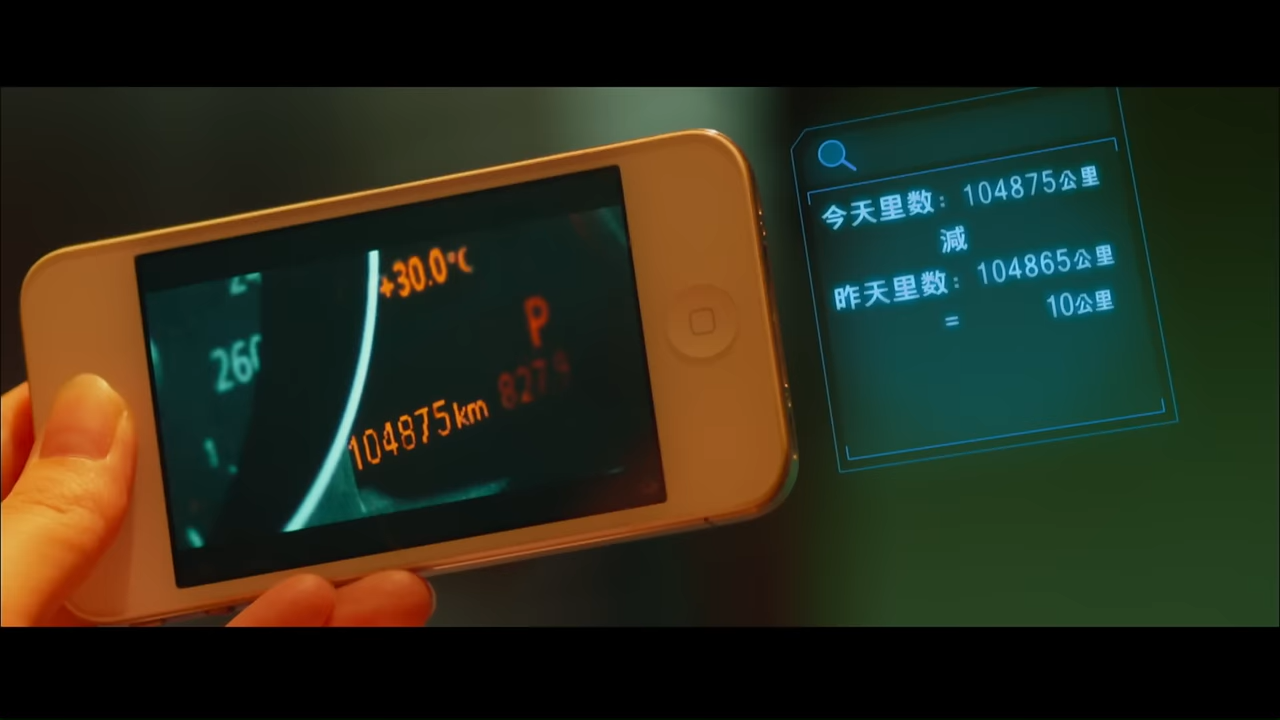 +30.0°C
P
260
104875km
今天里数：104875公里
減
昨天里数：104865公里
= 10公里